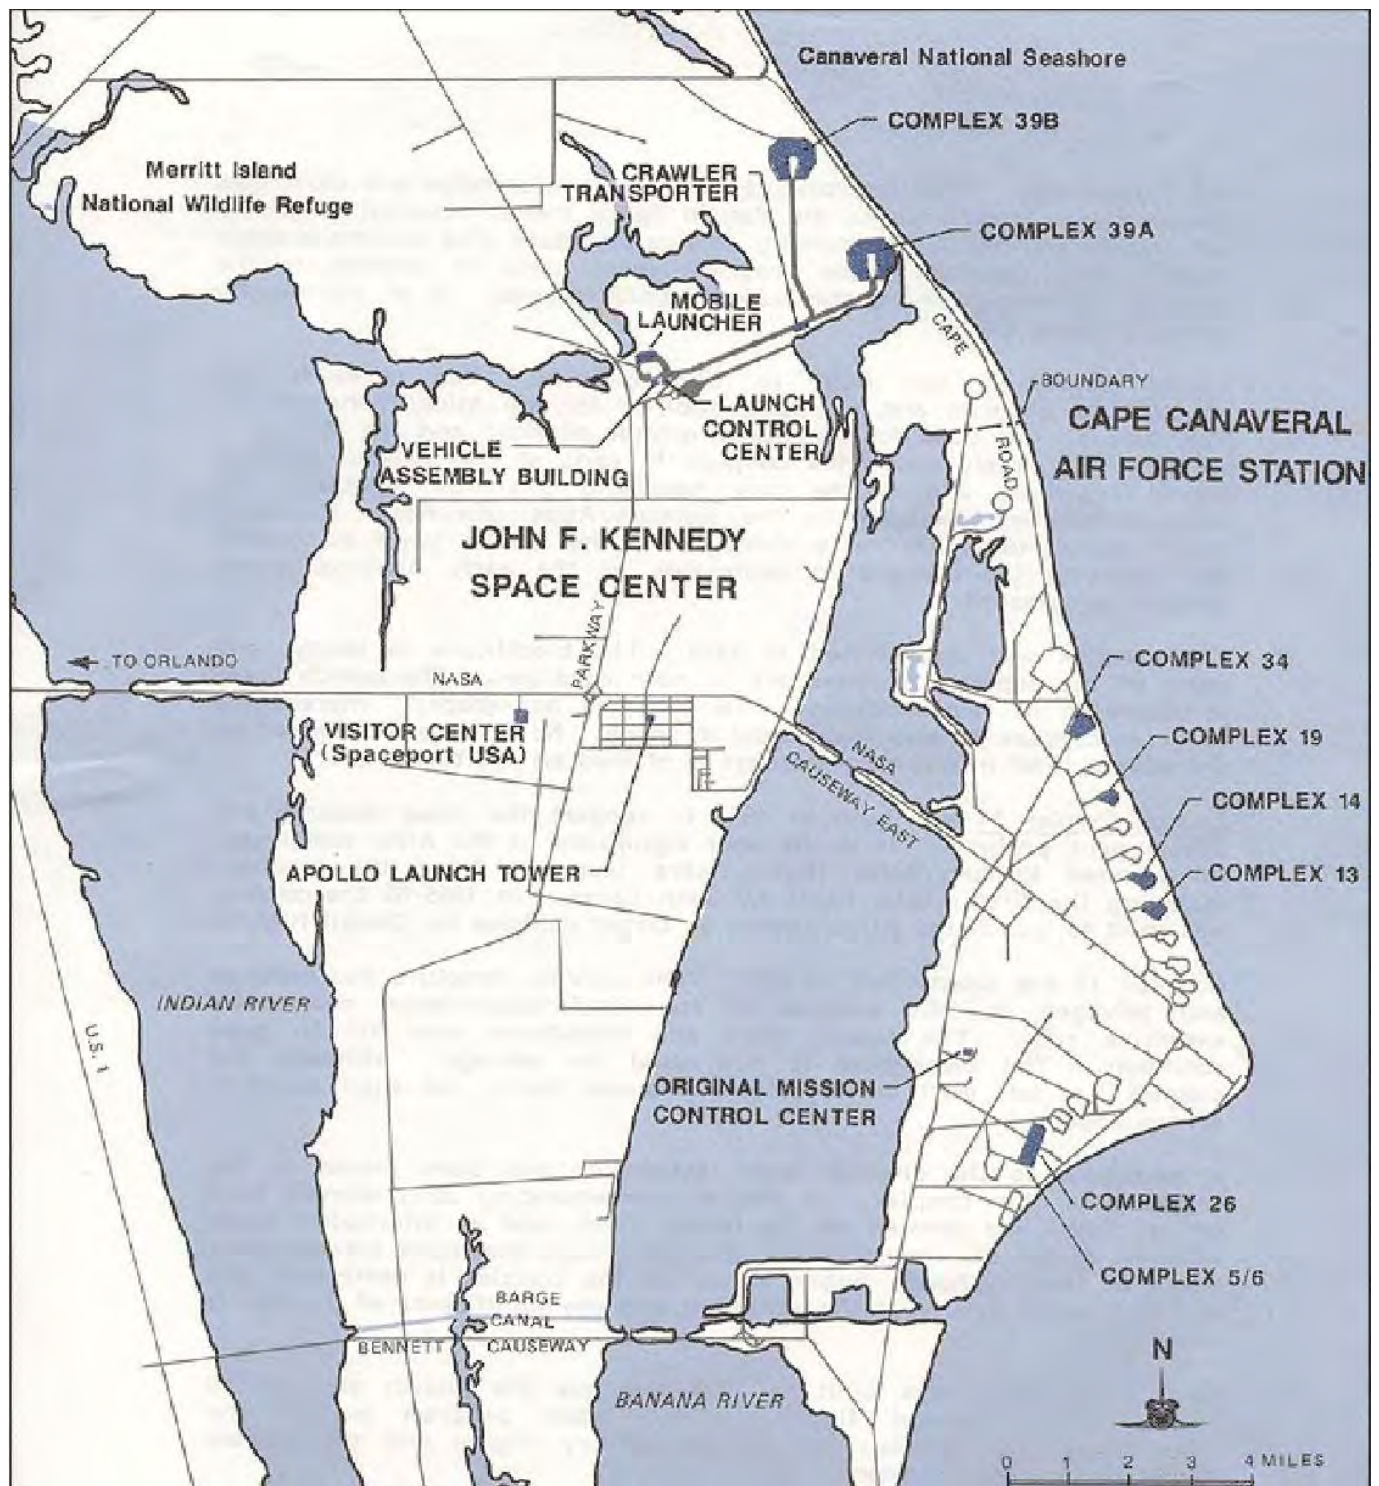 Canaveral National Seashore
COMPLEX 39B
Merritt Island
National Wildlife Refuge
CRAWLER
TRANSPORTER
COMPLEX 39A
MOBILE
LAUNCHER
CAPE
BOUNDARY
LAUNCH
CONTROL
CENTER
CAPE CANAVERAL
AIR FORCE STATION
ROAD
VEHICLE
ASSEMBLY BUILDING
JOHN F. KENNEDY
SPACE CENTER
PARKWAY
TO ORLANDO
NASA
COMPLEX 34
VISITOR CENTER
(Spaceport USA)
NASA
CAUSEWAY EAST
COMPLEX 19
COMPLEX 14
COMPLEX 13
APOLLO LAUNCH TOWER
INDIAN RIVER
U.S. 1
ORIGINAL MISSION
CONTROL CENTER
COMPLEX 26
COMPLEX 5/6
BARGE
CANAL
BENNETT CAUSEWAY
BANANA RIVER
N
0 1 2 3 4 MILES